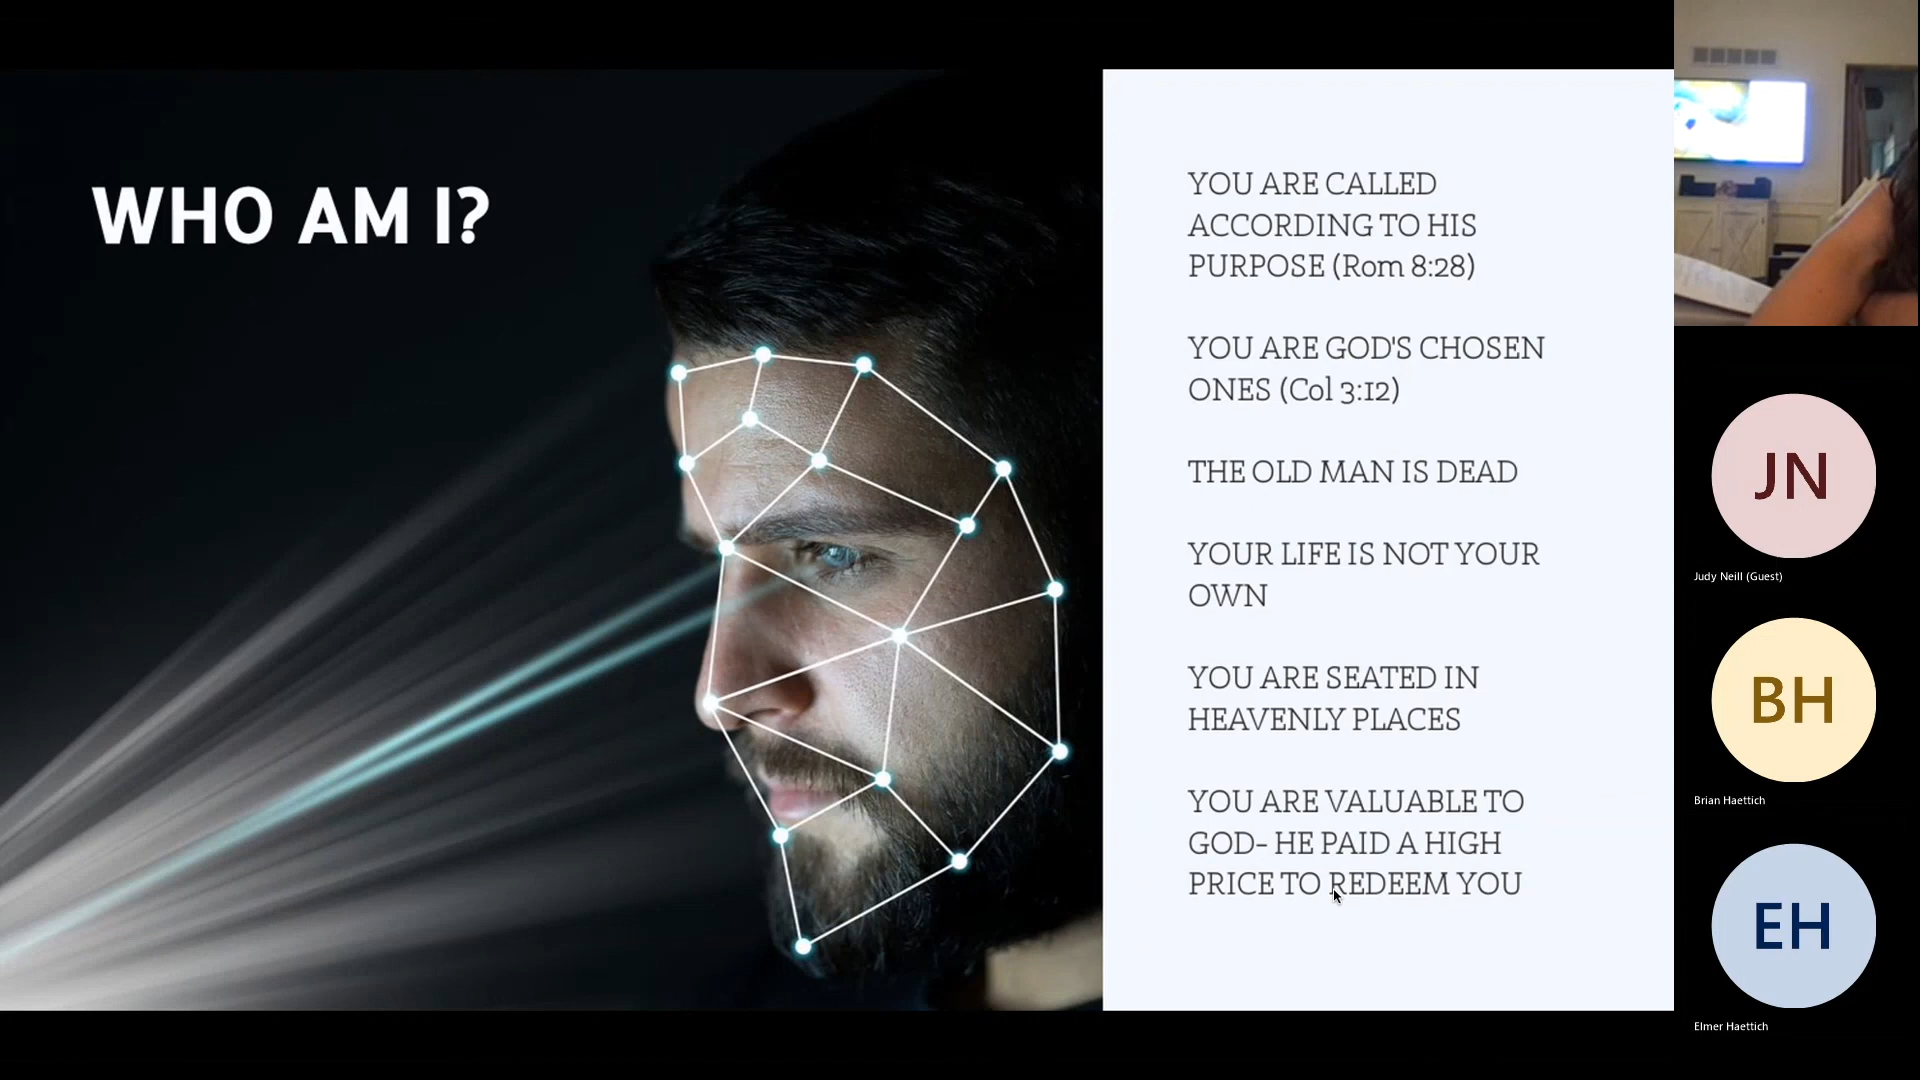 WHO AM I?
YOU ARE CALLED
ACCORDING TO HIS
PURPOSE (Rom 8:28)
YOU ARE GOD'S CHOSEN
ONES (Col 3:12)
THE OLD MAN IS DEAD
YOUR LIFE IS NOT YOUR
OWN
YOU ARE SEATED IN
HEAVENLY PLACES
YOU ARE VALUABLE TO
GOD- HE PAID A HIGH
PRICE TO REDEEM YOU
JN
Judy Neill (Guest)
BH
Brian Haettich
EH
Elmer Haettich